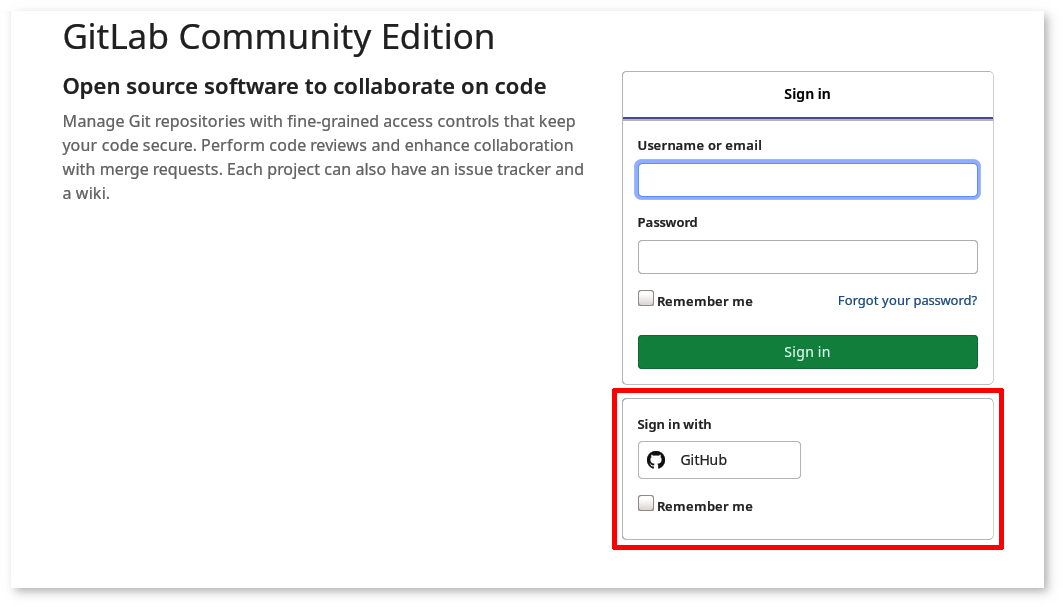 GitLab Community Edition
Open source software to collaborate on code
Manage Git repositories with fine-grained access controls that keep
your code secure. Perform code reviews and enhance collaboration
with merge requests. Each project can also have an issue tracker and
a wiki.
Sign in
Username or email
Password
Remember me
Forgot your password?
Sign in
Sign in with
GitHub
Remember me